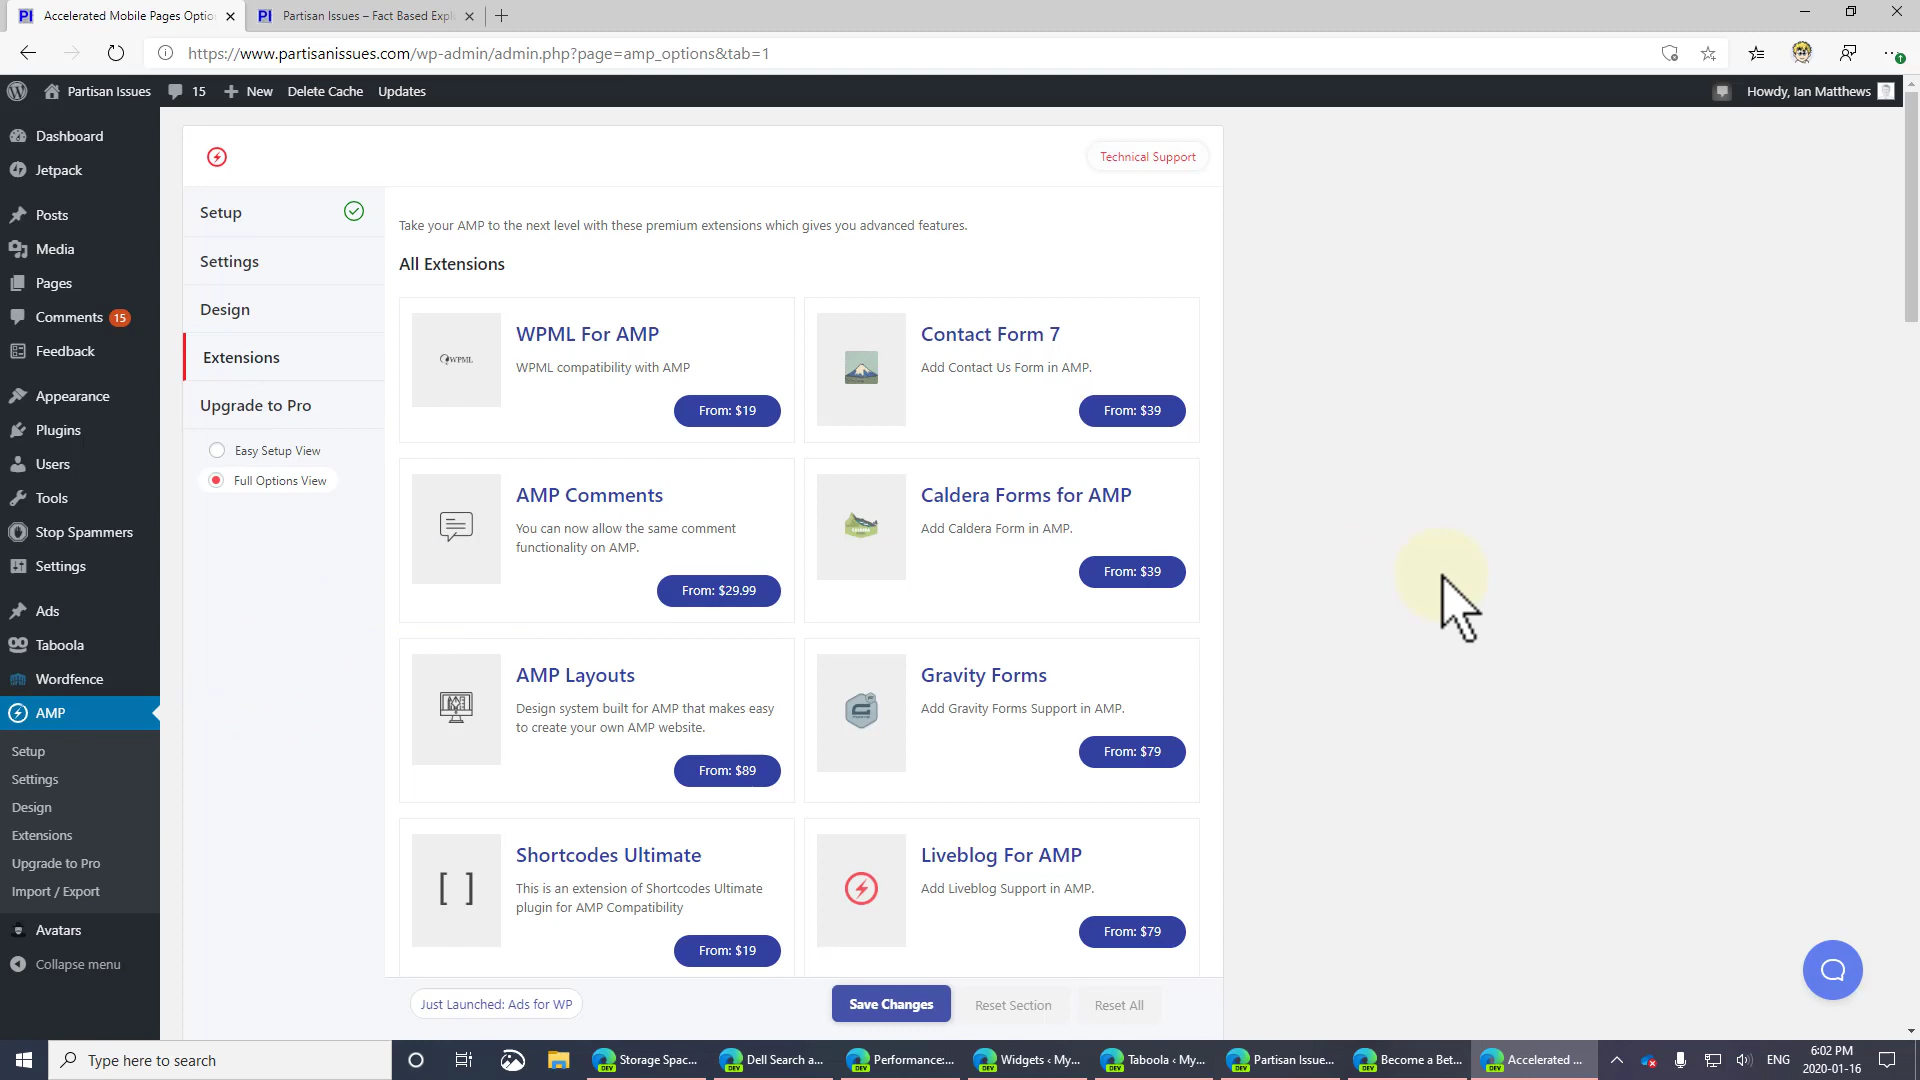 Accelerated Mobile Pages Optio
Partisan Issues – Fact Based Expl
https://www.partisanissues.com/wp-admin/admin.php?page=amp_options&tab=1
Partisan Issues
15
New
Delete Cache
Updates
Howdy, Ian Matthews
Dashboard
Jetpack
Posts
Media
Pages
Comments 15
Feedback
Appearance
Plugins
Users
Tools
Stop Spammers
Settings
Ads
Taboola
Wordfence
AMP
Setup
Settings
Design
Extensions
Upgrade to Pro
Import / Export
Avatars
Collapse menu
Technical Support
Setup
Settings
Design
Extensions
Upgrade to Pro
Easy Setup View
Full Options View
Take your AMP to the next level with these premium extensions which gives you advanced features.
All Extensions
WPML
WPML For AMP
WPML compatibility with AMP
From: $19
Contact Form 7
Add Contact Us Form in AMP.
From: $39
AMP Comments
You can now allow the same comment
functionality on AMP.
From: $29.99
Caldera Forms for AMP
Add Caldera Form in AMP.
From: $39
AMP Layouts
Design system built for AMP that makes easy
to create your own AMP website.
From: $89
Gravity Forms
Add Gravity Forms Support in AMP.
From: $79
[ ]
Shortcodes Ultimate
This is an extension of Shortcodes Ultimate
plugin for AMP Compatibility
From: $19
Liveblog For AMP
Add Liveblog Support in AMP.
From: $79
Just Launched: Ads for WP
Save Changes
Reset Section
Reset All
Type here to search
Storage Spac...
Dell Search a...
Performance:...
Widgets ‹ My...
Taboola ‹ My...
Partisan Issue...
Become a Bet...
Accelerated ...
ENG
6:02 PM
2020-01-16